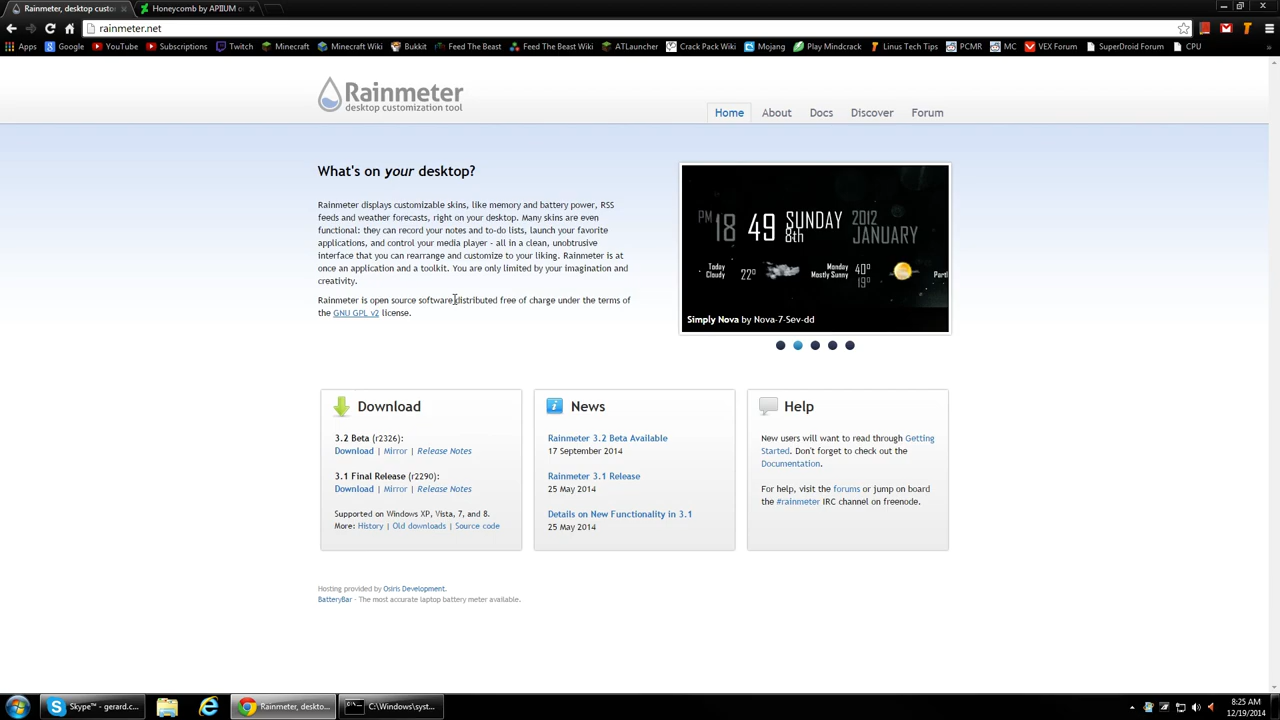 Rainmeter, desktop custo
Honeycomb by APIIUM o
rainmeter.net
Apps Google YouTube Subscriptions Twitch Minecraft Minecraft Wiki Bukkit Feed The Beast Feed The Beast Wiki ATLauncher Crack Pack Wiki Mojang Play Mindcrack Linus Tech Tips PCMR MC VEX Forum SuperDroid Forum CPU »
Rainmeter
desktop customization tool
Home About Docs Discover Forum
What's on your desktop?
Rainmeter displays customizable skins, like memory and battery power, RSS
feeds and weather forecasts, right on your desktop. Many skins are even
functional: they can record your notes and to-do lists, launch your favorite
applications, and control your media player - all in a clean, unobtrusive
interface that you can rearrange and customize to your liking. Rainmeter is at
once an application and a toolkit. You are only limited by your imagination and
creativity.
Rainmeter is open source software distributed free of charge under the terms of
the GNU GPL v2 license.
PM 18 49 SUNDAY 8th 2012 JANUARY
Today Cloudy 22° Monday Mostly Sunny 40° 19° Parti
Simply Nova by Nova-7-Sev-dd
Download
3.2 Beta (r2326):
Download | Mirror | Release Notes
3.1 Final Release (r2290):
Download | Mirror | Release Notes
Supported on Windows XP, Vista, 7, and 8.
More: History | Old downloads | Source code
News
Rainmeter 3.2 Beta Available
17 September 2014
Rainmeter 3.1 Release
25 May 2014
Details on New Functionality in 3.1
25 May 2014
Help
New users will want to read through Getting
Started. Don't forget to check out the
Documentation.
For help, visit the forums or jump on board
the #rainmeter IRC channel on freenode.
Hosting provided by Osiris Development.
BatteryBar - The most accurate laptop battery meter available.
Skype™ - gerard.c...
Rainmeter, deskto...
C:\Windows\syst...
8:25 AM
12/19/2014